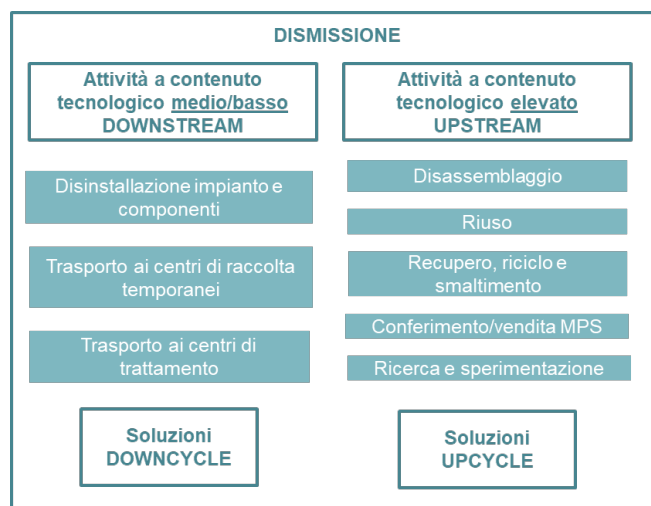 DISMISSIONE
Attività a contenuto
tecnologico medio/basso
DOWNSTREAM
Disinstallazione impianto e
componenti
Trasporto ai centri di raccolta
temporanei
Trasporto ai centri di
trattamento
Soluzioni
DOWNCYCLE
Attività a contenuto
tecnologico elevato
UPSTREAM
Disassemblaggio
Riuso
Recupero, riciclo e
smaltimento
Conferimento/vendita MPS
Ricerca e sperimentazione
Soluzioni
UPCYCLE